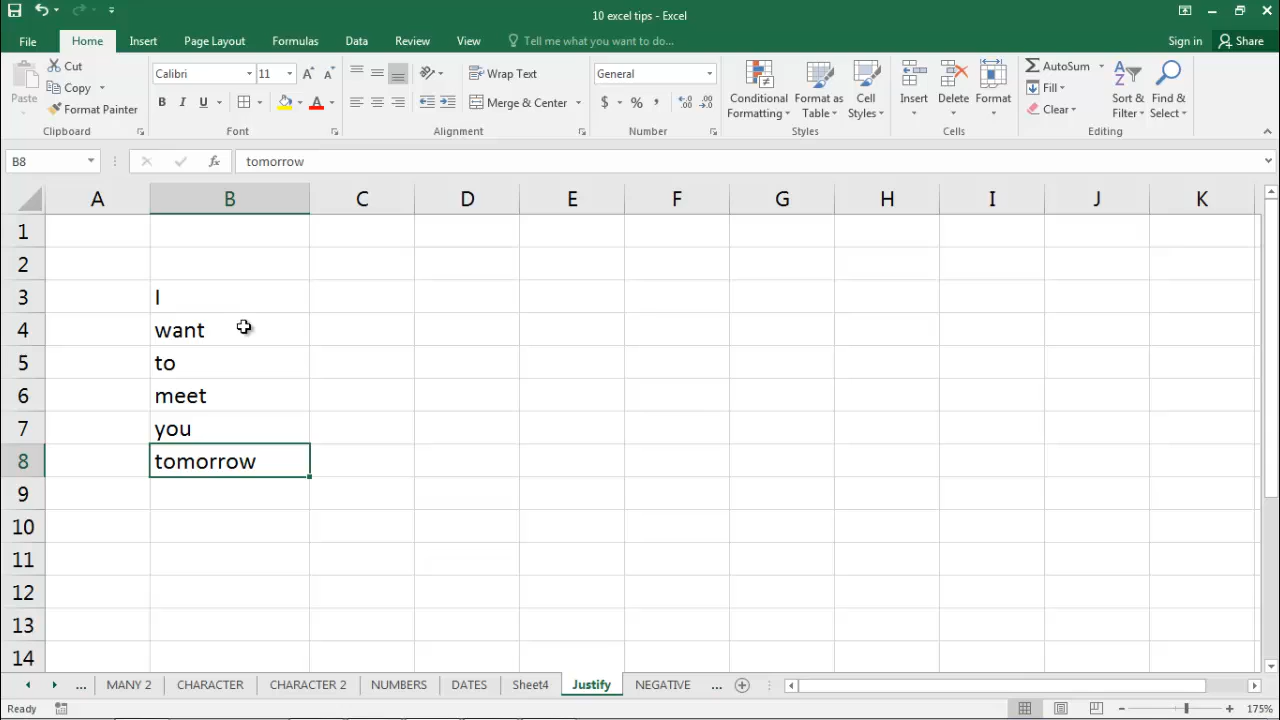 10 excel tips - Excel
File Home Insert Page Layout Formulas Data Review View Tell me what you want to do... Sign in Share
Cut
Copy
Format Painter
Paste
Clipboard
Calibri 11
B I U A A A
Font
Wrap Text
Merge & Center
Alignment
General
$ % ,
Number
Conditional Formatting
Format as Table
Cell Styles
Styles
Insert Delete Format
Cells
AutoSum
Fill
Clear
Sort & Filter
Find & Select
Editing
B8 fx tomorrow
A B C D E F G H I J K
1
2
3 I
4 want
5 to
6 meet
7 you
8 tomorrow
9
10
11
12
13
14
... MANY 2 CHARACTER CHARACTER 2 NUMBERS DATES Sheet4 Justify NEGATIVE ...
Ready 175%